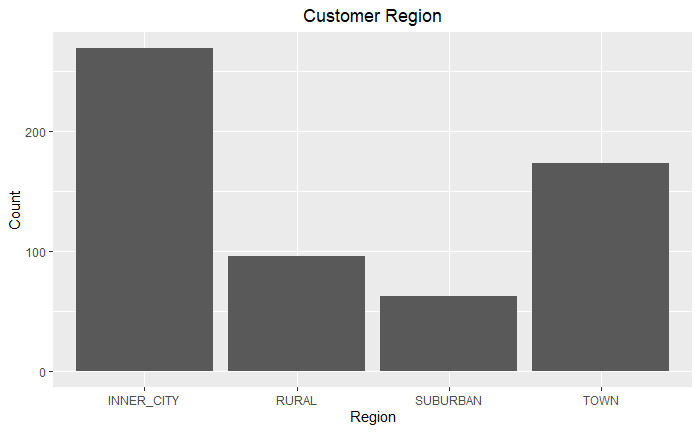 Customer Region
Count
200
100
0
INNER_CITY RURAL SUBURBAN TOWN
Region